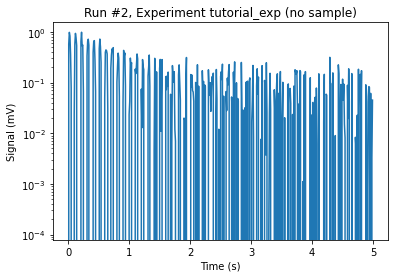 Run #2, Experiment tutorial_exp (no sample)
Signal (mV)
10⁰
10⁻¹
10⁻²
10⁻³
10⁻⁴
0 1 2 3 4 5
Time (s)